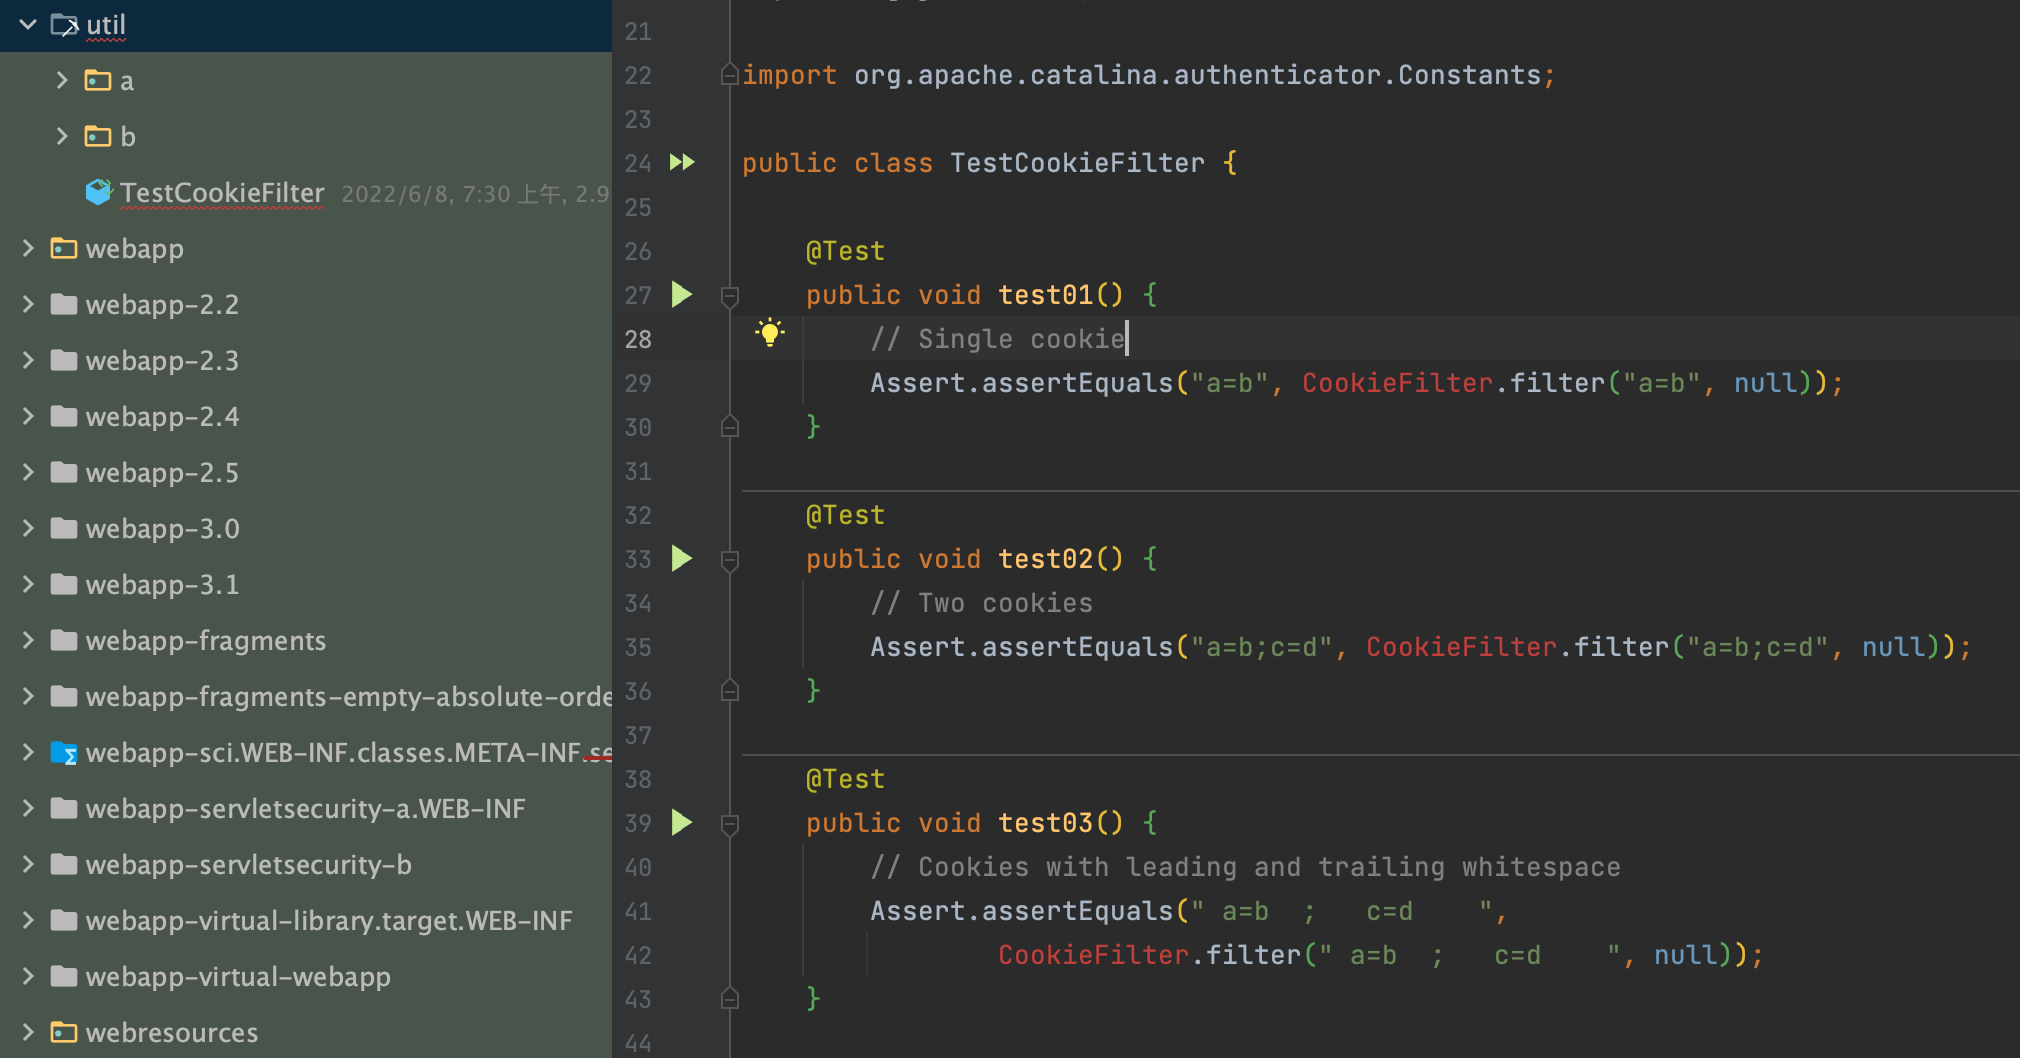 util
a
b
TestCookieFilter 2022/6/8, 7:30 上午, 2.9
webapp
webapp-2.2
webapp-2.3
webapp-2.4
webapp-2.5
webapp-3.0
webapp-3.1
webapp-fragments
webapp-fragments-empty-absolute-orde
webapp-sci.WEB-INF.classes.META-INF.se
webapp-servletsecurity-a.WEB-INF
webapp-servletsecurity-b
webapp-virtual-library.target.WEB-INF
webapp-virtual-webapp
webresources
21
22 import org.apache.catalina.authenticator.Constants;
23
24 public class TestCookieFilter {
25
26 @Test
27 public void test01() {
28 // Single cookie
29 Assert.assertEquals("a=b", CookieFilter.filter("a=b", null));
30 }
31
32 @Test
33 public void test02() {
34 // Two cookies
35 Assert.assertEquals("a=b;c=d", CookieFilter.filter("a=b;c=d", null));
36 }
37
38 @Test
39 public void test03() {
40 // Cookies with leading and trailing whitespace
41 Assert.assertEquals(" a=b  ;   c=d    ",
42 CookieFilter.filter(" a=b  ;   c=d    ", null));
43 }
44